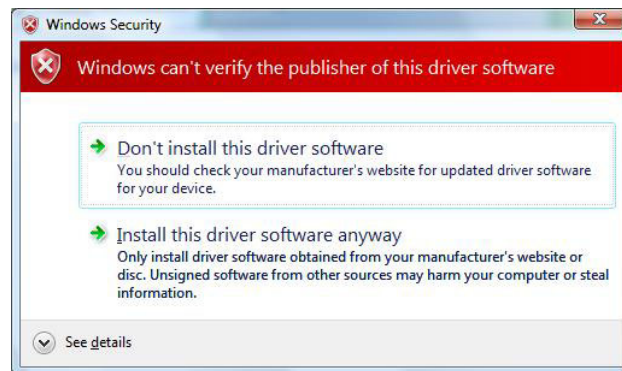 Windows Security
Windows can't verify the publisher of this driver software
Don't install this driver software
You should check your manufacturer's website for updated driver software
for your device.
Install this driver software anyway
Only install driver software obtained from your manufacturer's website or
disc. Unsigned software from other sources may harm your computer or steal
information.
See details